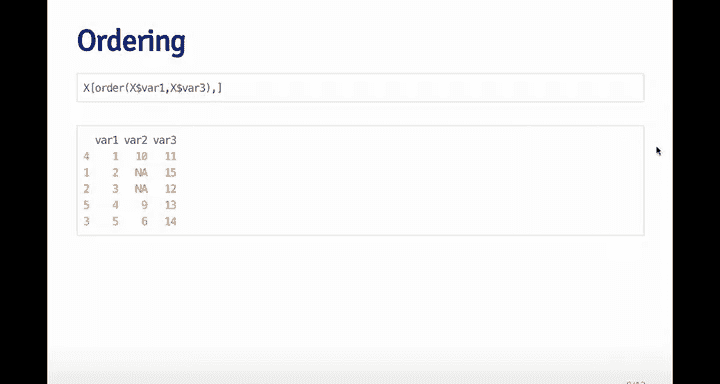 Ordering
X[order(X$var1,X$var3),]
var1 var2 var3
4 1 10 11
1 2 NA 15
2 3 NA 12
5 4 9 13
3 5 6 14